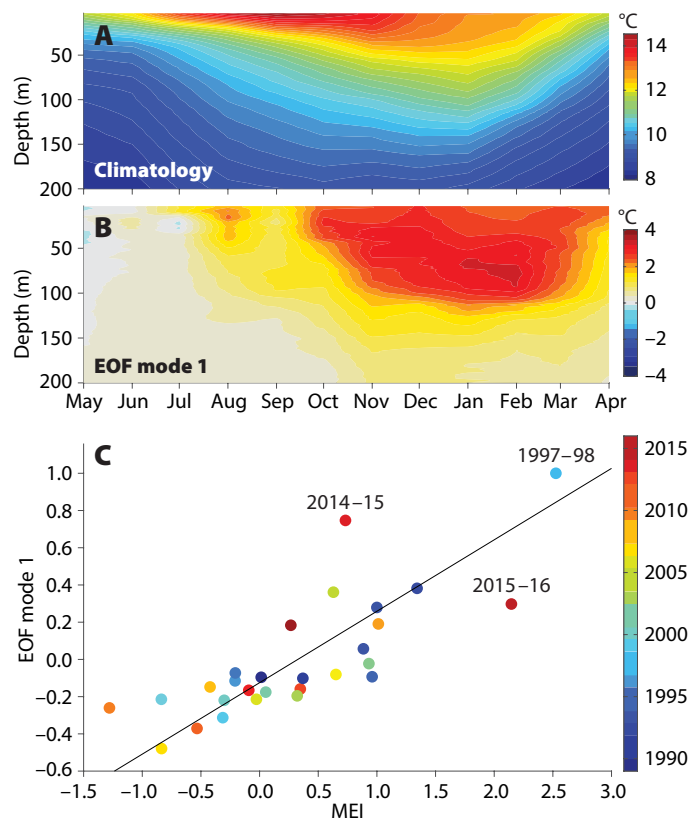 A
°C
Depth (m)
50
100
150
200
Climatology
14
12
10
8
B
°C
Depth (m)
50
100
150
200
EOF mode 1
4
2
0
−2
−4
May Jun Jul Aug Sep Oct Nov Dec Jan Feb Mar Apr
C
EOF mode 1
1.0
0.8
0.6
0.4
0.2
0.0
−0.2
−0.4
−0.6
1997–98
2014–15
2015–16
−1.5 −1.0 −0.5 0.0 0.5 1.0 1.5 2.0 2.5 3.0
MEI
2015
2010
2005
2000
1995
1990